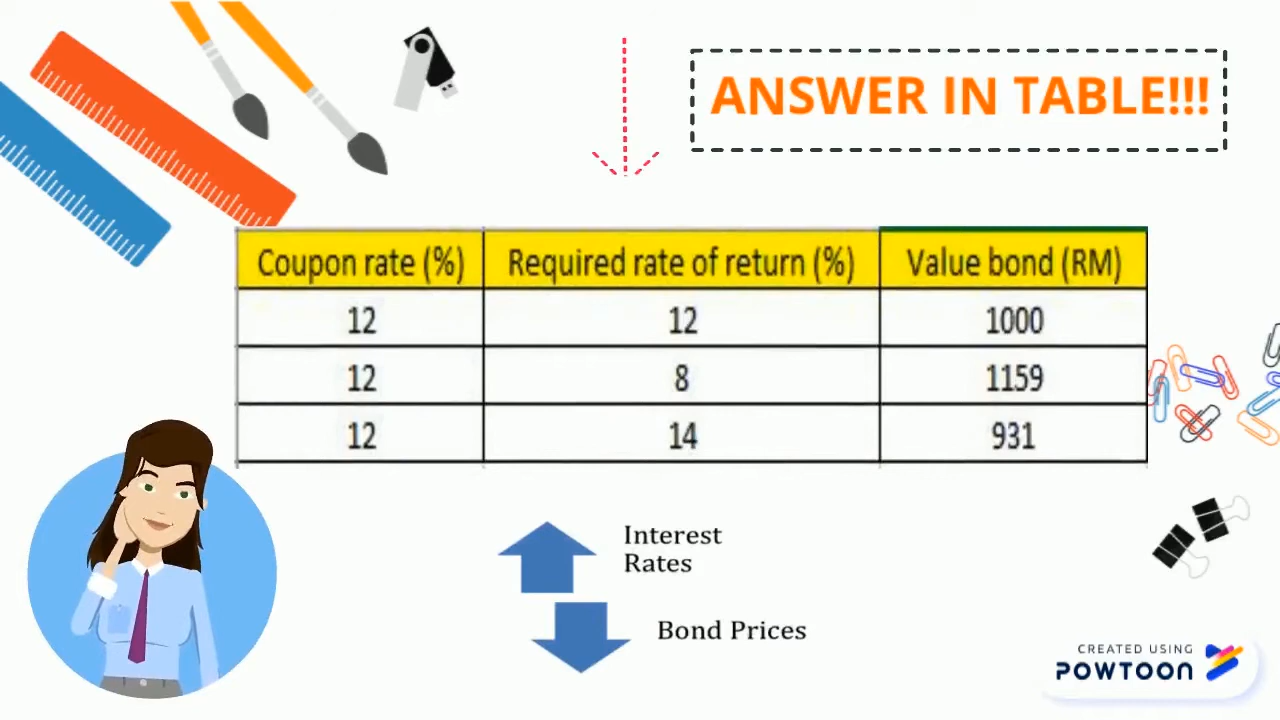 ANSWER IN TABLE!!!
Coupon rate (%) Required rate of return (%) Value bond (RM)
12 12 1000
12 8 1159
12 14 931
Interest
Rates
Bond Prices
CREATED USING
POWTOON